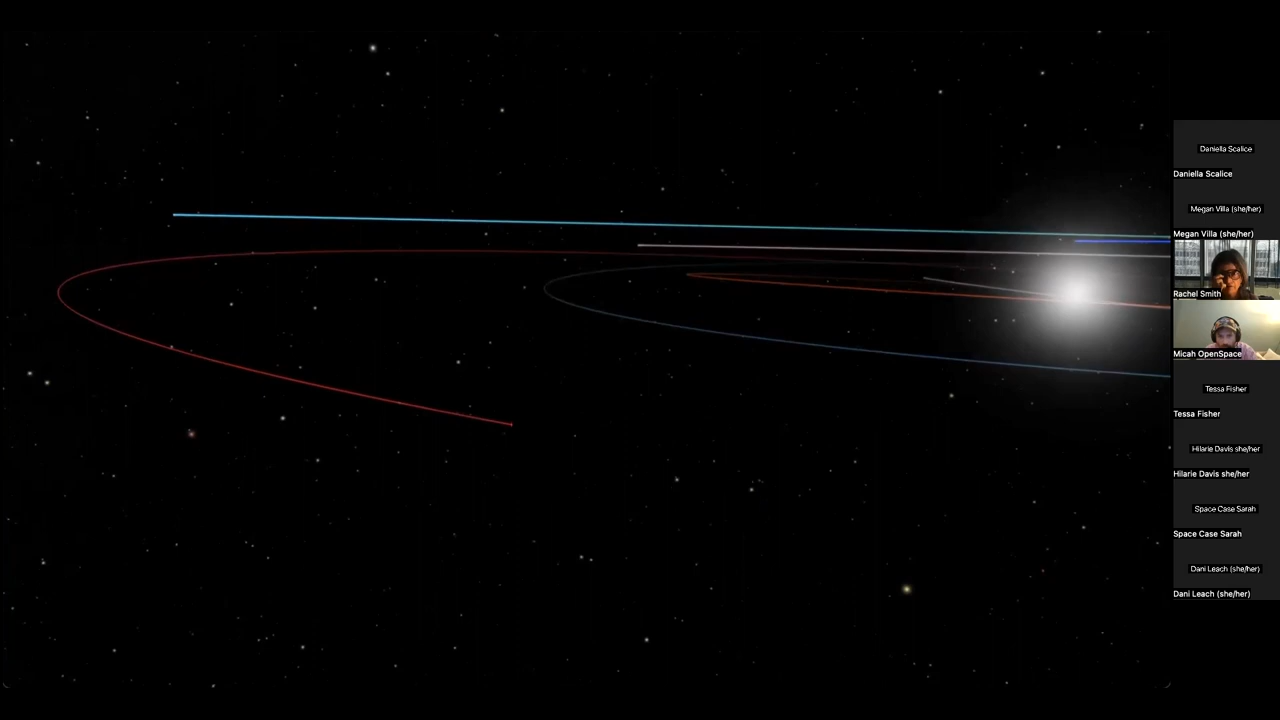 Daniella Scalice
Daniella Scalice
Megan Villa (she/her)
Megan Villa (she/her)
Rachel Smith
Micah OpenSpace
Tessa Fisher
Tessa Fisher
Hilarie Davis she/her
Hilarie Davis she/her
Space Case Sarah
Space Case Sarah
Dani Leach (she/her)
Dani Leach (she/her)